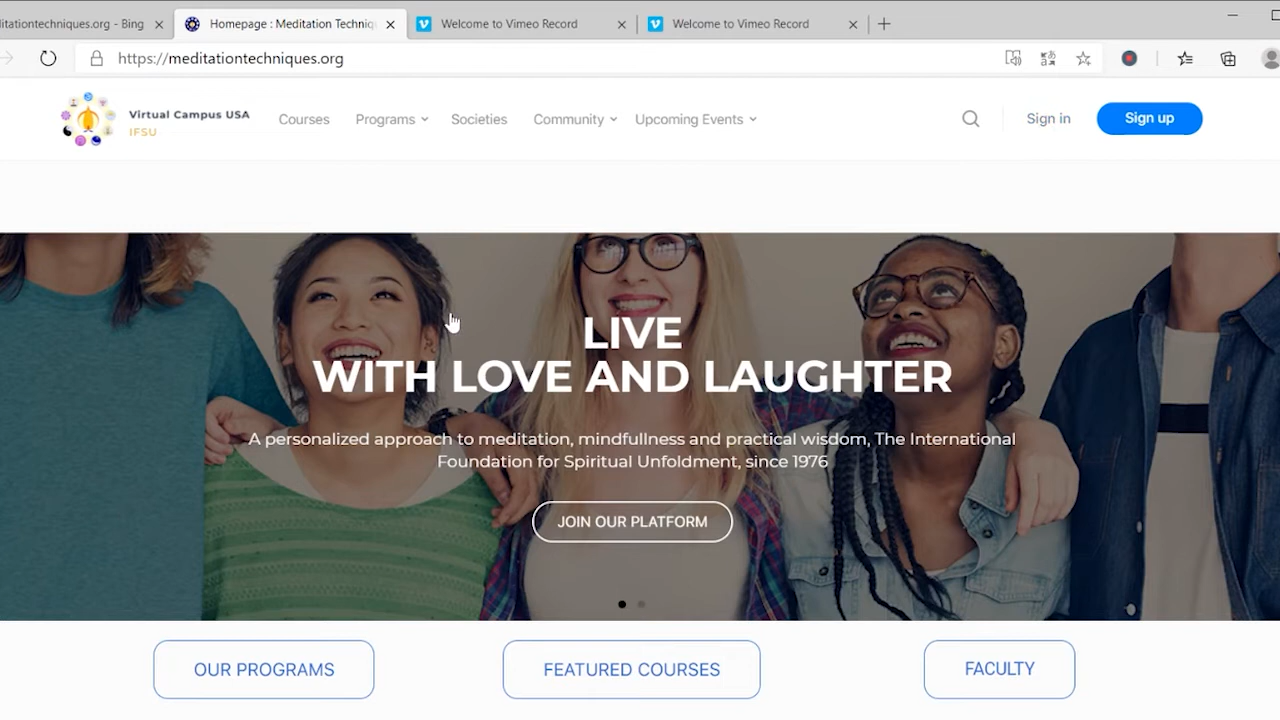 itationtechniques.org - Bing
Homepage : Meditation Techniq
Welcome to Vimeo Record
Welcome to Vimeo Record
https://meditationtechniques.org
Virtual Campus USA
IFSU
Courses
Programs
Societies
Community
Upcoming Events
Sign in
Sign up
LIVE
WITH LOVE AND LAUGHTER
A personalized approach to meditation, mindfullness and practical wisdom, The International
Foundation for Spiritual Unfoldment, since 1976
JOIN OUR PLATFORM
OUR PROGRAMS
FEATURED COURSES
FACULTY